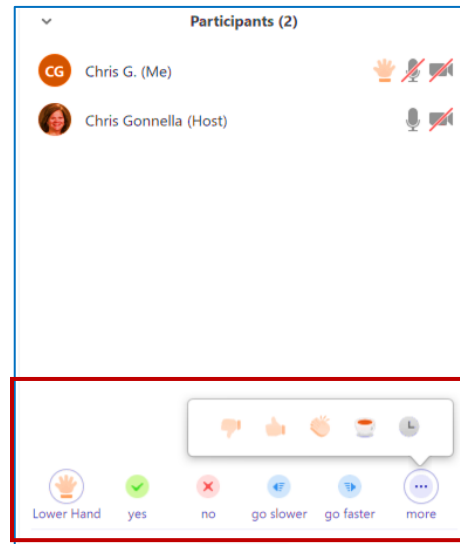 Participants (2)
CG Chris G. (Me)
Chris Gonnella (Host)
Lower Hand yes no go slower go faster more